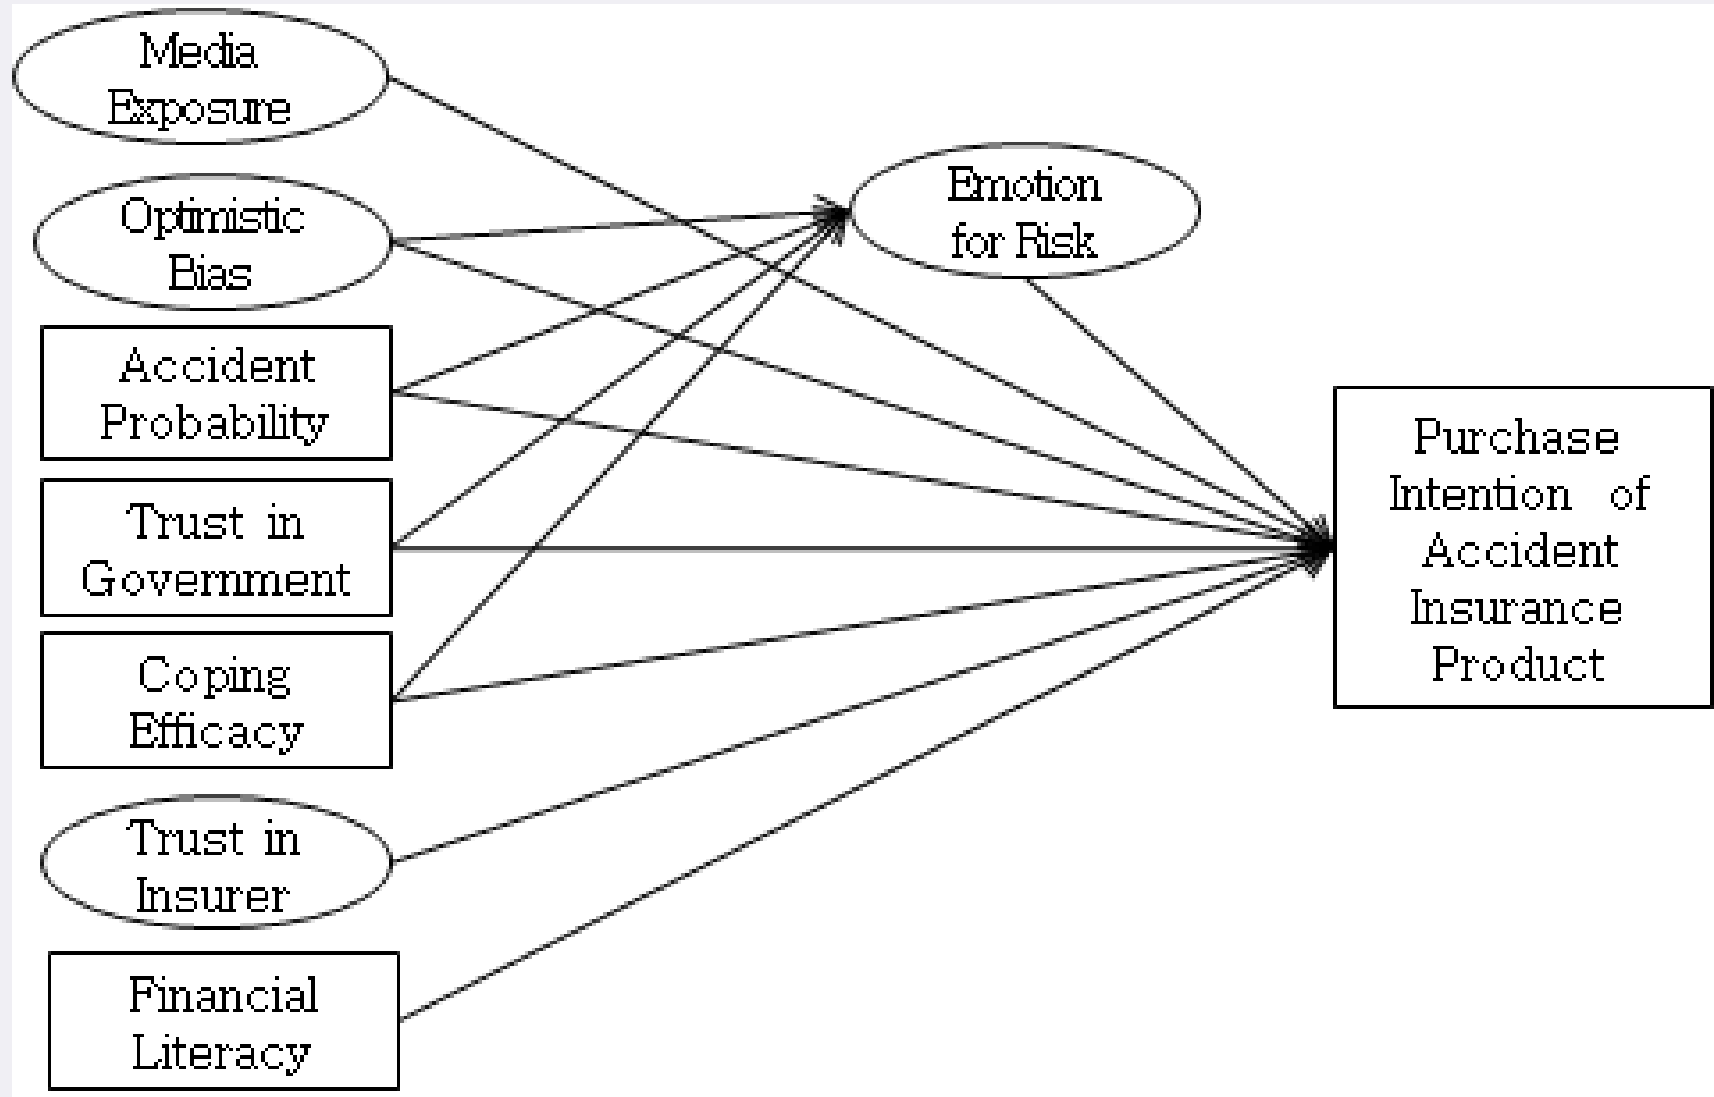 Media
Exposure
Optimistic
Bias
Emotion
for Risk
Accident
Probability
Trust in
Government
Coping
Efficacy
Trust in
Insurer
Financial
Literacy
Purchase
Intention of
Accident
Insurance
Product